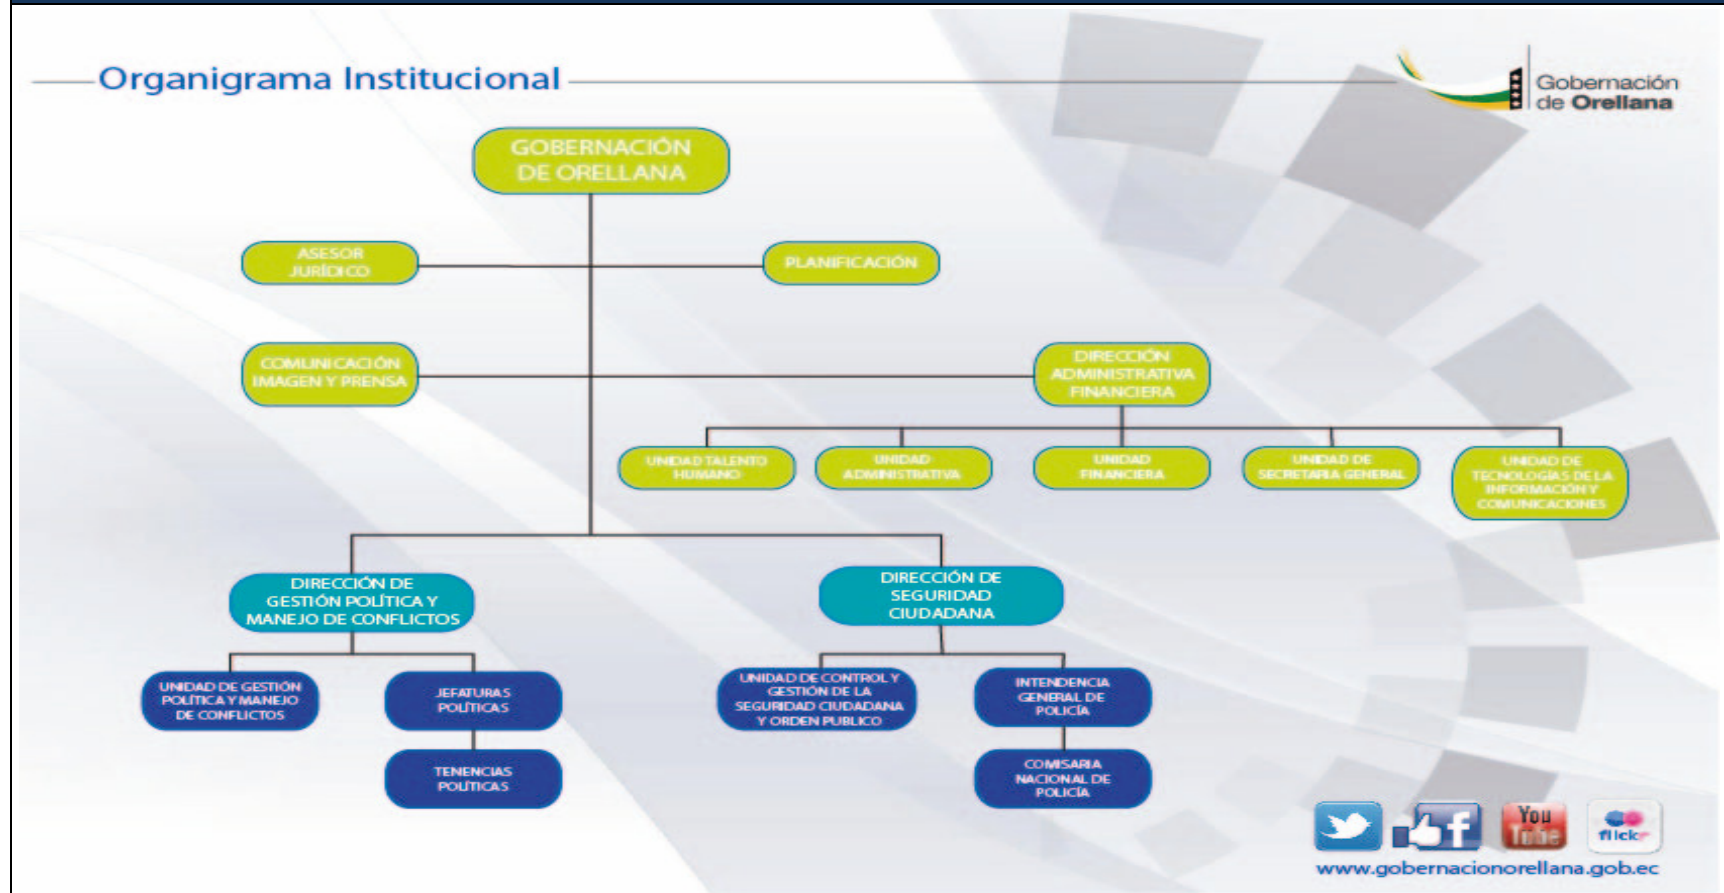 Organigrama Institucional
Gobernación
de Orellana
GOBERNACIÓN
DE ORELLANA
ASESOR
JURÍDICO
PLANIFICACIÓN
COMUNICACIÓN
IMAGEN Y PRENSA
DIRECCIÓN
ADMINISTRATIVA
FINANCIERA
UNIDAD TALENTO
HUMANO
UNIDAD
ADMINISTRATIVA
UNIDAD
FINANCIERA
UNIDAD DE
SECRETARIA GENERAL
UNIDAD DE
TECNOLOGÍAS DE LA
INFORMACIÓN Y
COMUNICACIONES
DIRECCIÓN DE
GESTIÓN POLÍTICA Y
MANEJO DE CONFLICTOS
DIRECCIÓN DE
SEGURIDAD
CIUDADANA
UNIDAD DE GESTIÓN
POLÍTICA Y MANEJO
DE CONFLICTOS
JEFATURAS
POLÍTICAS
UNIDAD DE CONTROL Y
GESTIÓN DE LA
SEGURIDAD CIUDADANA
Y ORDEN PUBLICO
INTENDENCIA
GENERAL DE
POLICÍA
TENENCIAS
POLÍTICAS
COMISARIA
NACIONAL DE
POLICÍA
You
Tube
flickr
www.gobernacionorellana.gob.ec